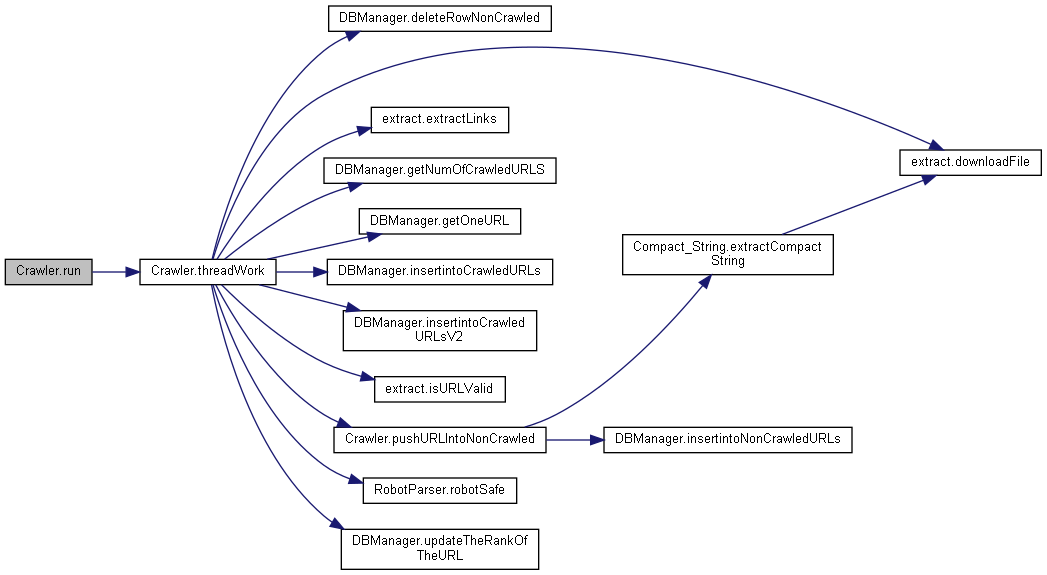 DBManager.deleteRowNonCrawled
extract.extractLinks
extract.downloadFile
DBManager.getNumOfCrawledURLS
DBManager.getOneURL
Compact_String.extractCompact
String
Crawler.run
Crawler.threadWork
DBManager.insertintoCrawledURLs
DBManager.insertintoCrawled
URLsV2
extract.isURLValid
Crawler.pushURLIntoNonCrawled
DBManager.insertintoNonCrawledURLs
RobotParser.robotSafe
DBManager.updateTheRankOf
TheURL